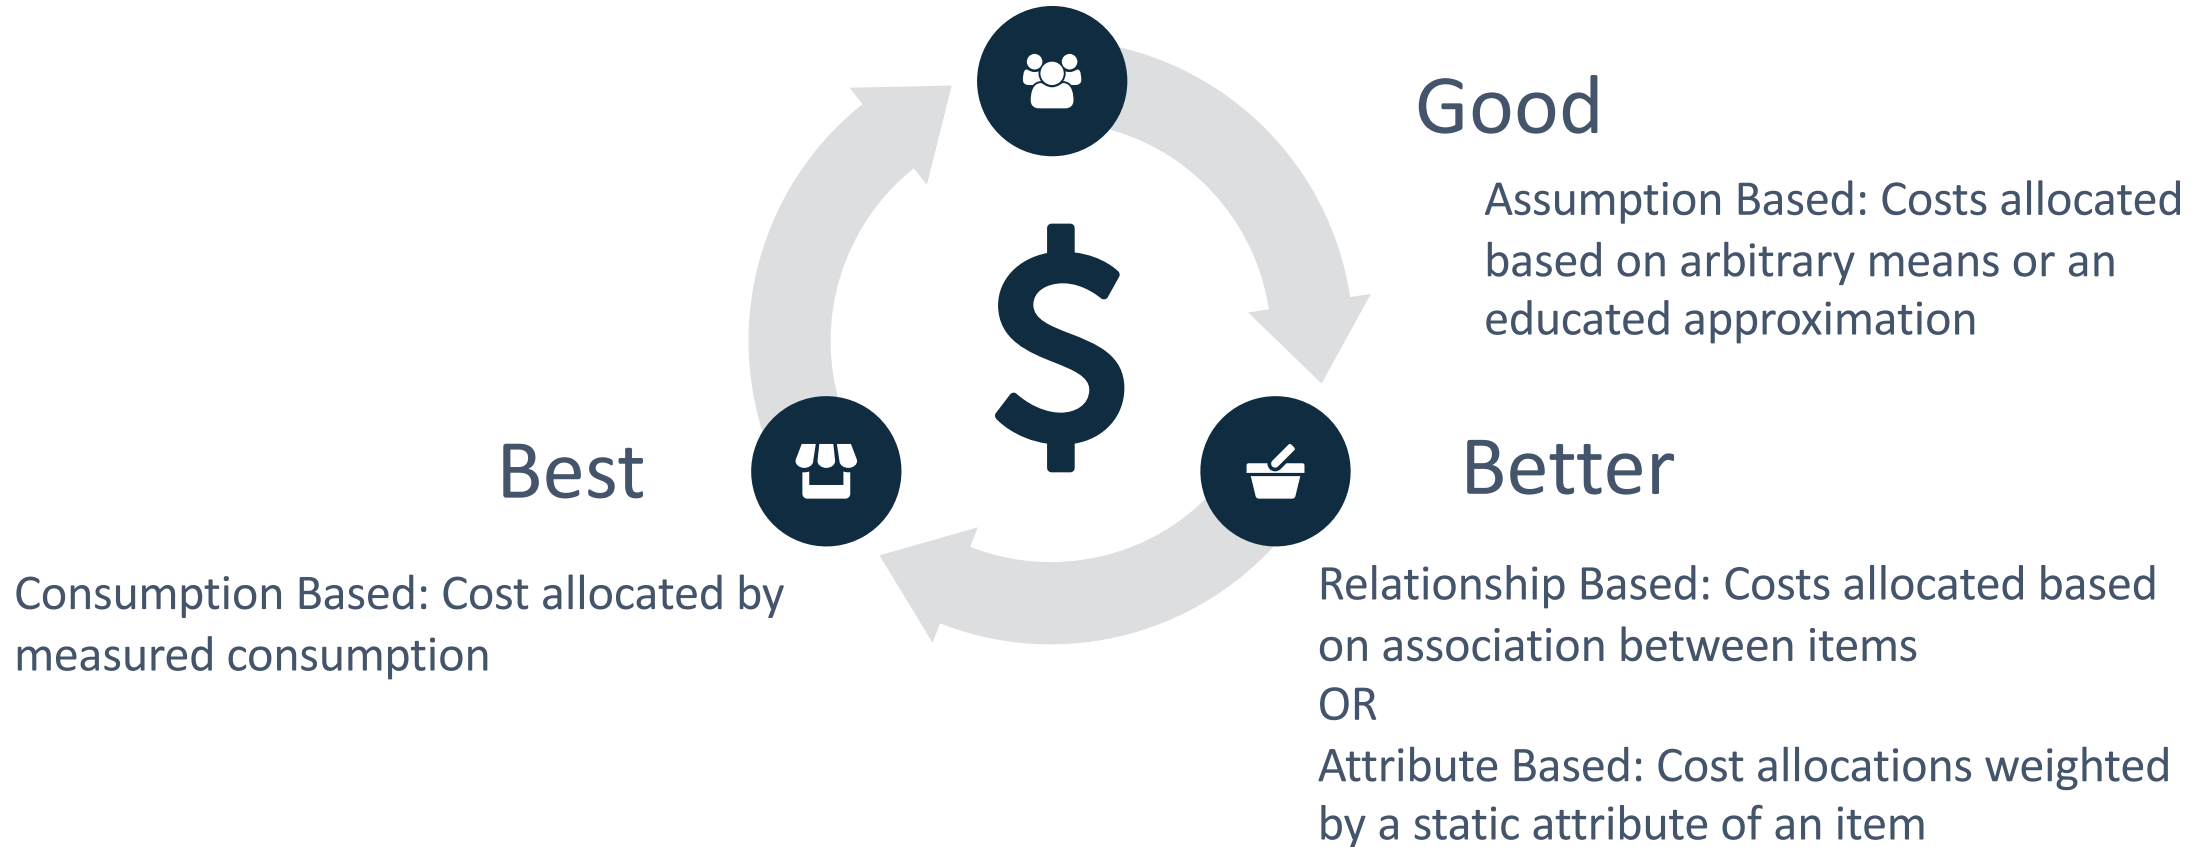 Good
Assumption Based: Costs allocated
based on arbitrary means or an
educated approximation
Better
Relationship Based: Costs allocated based
on association between items
OR
Attribute Based: Cost allocations weighted
by a static attribute of an item
Best
Consumption Based: Cost allocated by
measured consumption
$